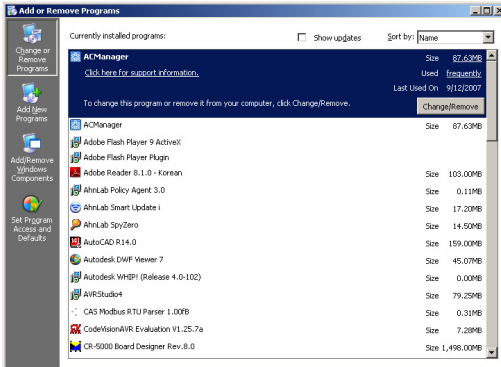 Add or Remove Programs
Change or Remove Programs
Add New Programs
Add/Remove Windows Components
Set Program Access and Defaults
Currently installed programs:
Show updates
Sort by: Name
ACManager Size 87.63MB
Click here for support information. Used frequently
Last Used On 9/12/2007
To change this program or remove it from your computer, click Change/Remove. Change/Remove
ACManager Size 87.63MB
Adobe Flash Player 9 ActiveX
Adobe Flash Player Plugin
Adobe Reader 8.1.0 - Korean Size 103.00MB
AhnLab Policy Agent 3.0 Size 0.11MB
AhnLab Smart Update i Size 17.20MB
AhnLab SpyZero Size 14.50MB
AutoCAD R14.0 Size 159.00MB
Autodesk DWF Viewer 7 Size 45.07MB
Autodesk WHIP! (Release 4.0-102) Size 0.00MB
AVRStudio4 Size 79.25MB
CAS Modbus RTU Parser 1.00fB Size 0.31MB
CodeVisionAVR Evaluation V1.25.7a Size 7.28MB
CR-5000 Board Designer Rev.8.0 Size 1,498.00MB